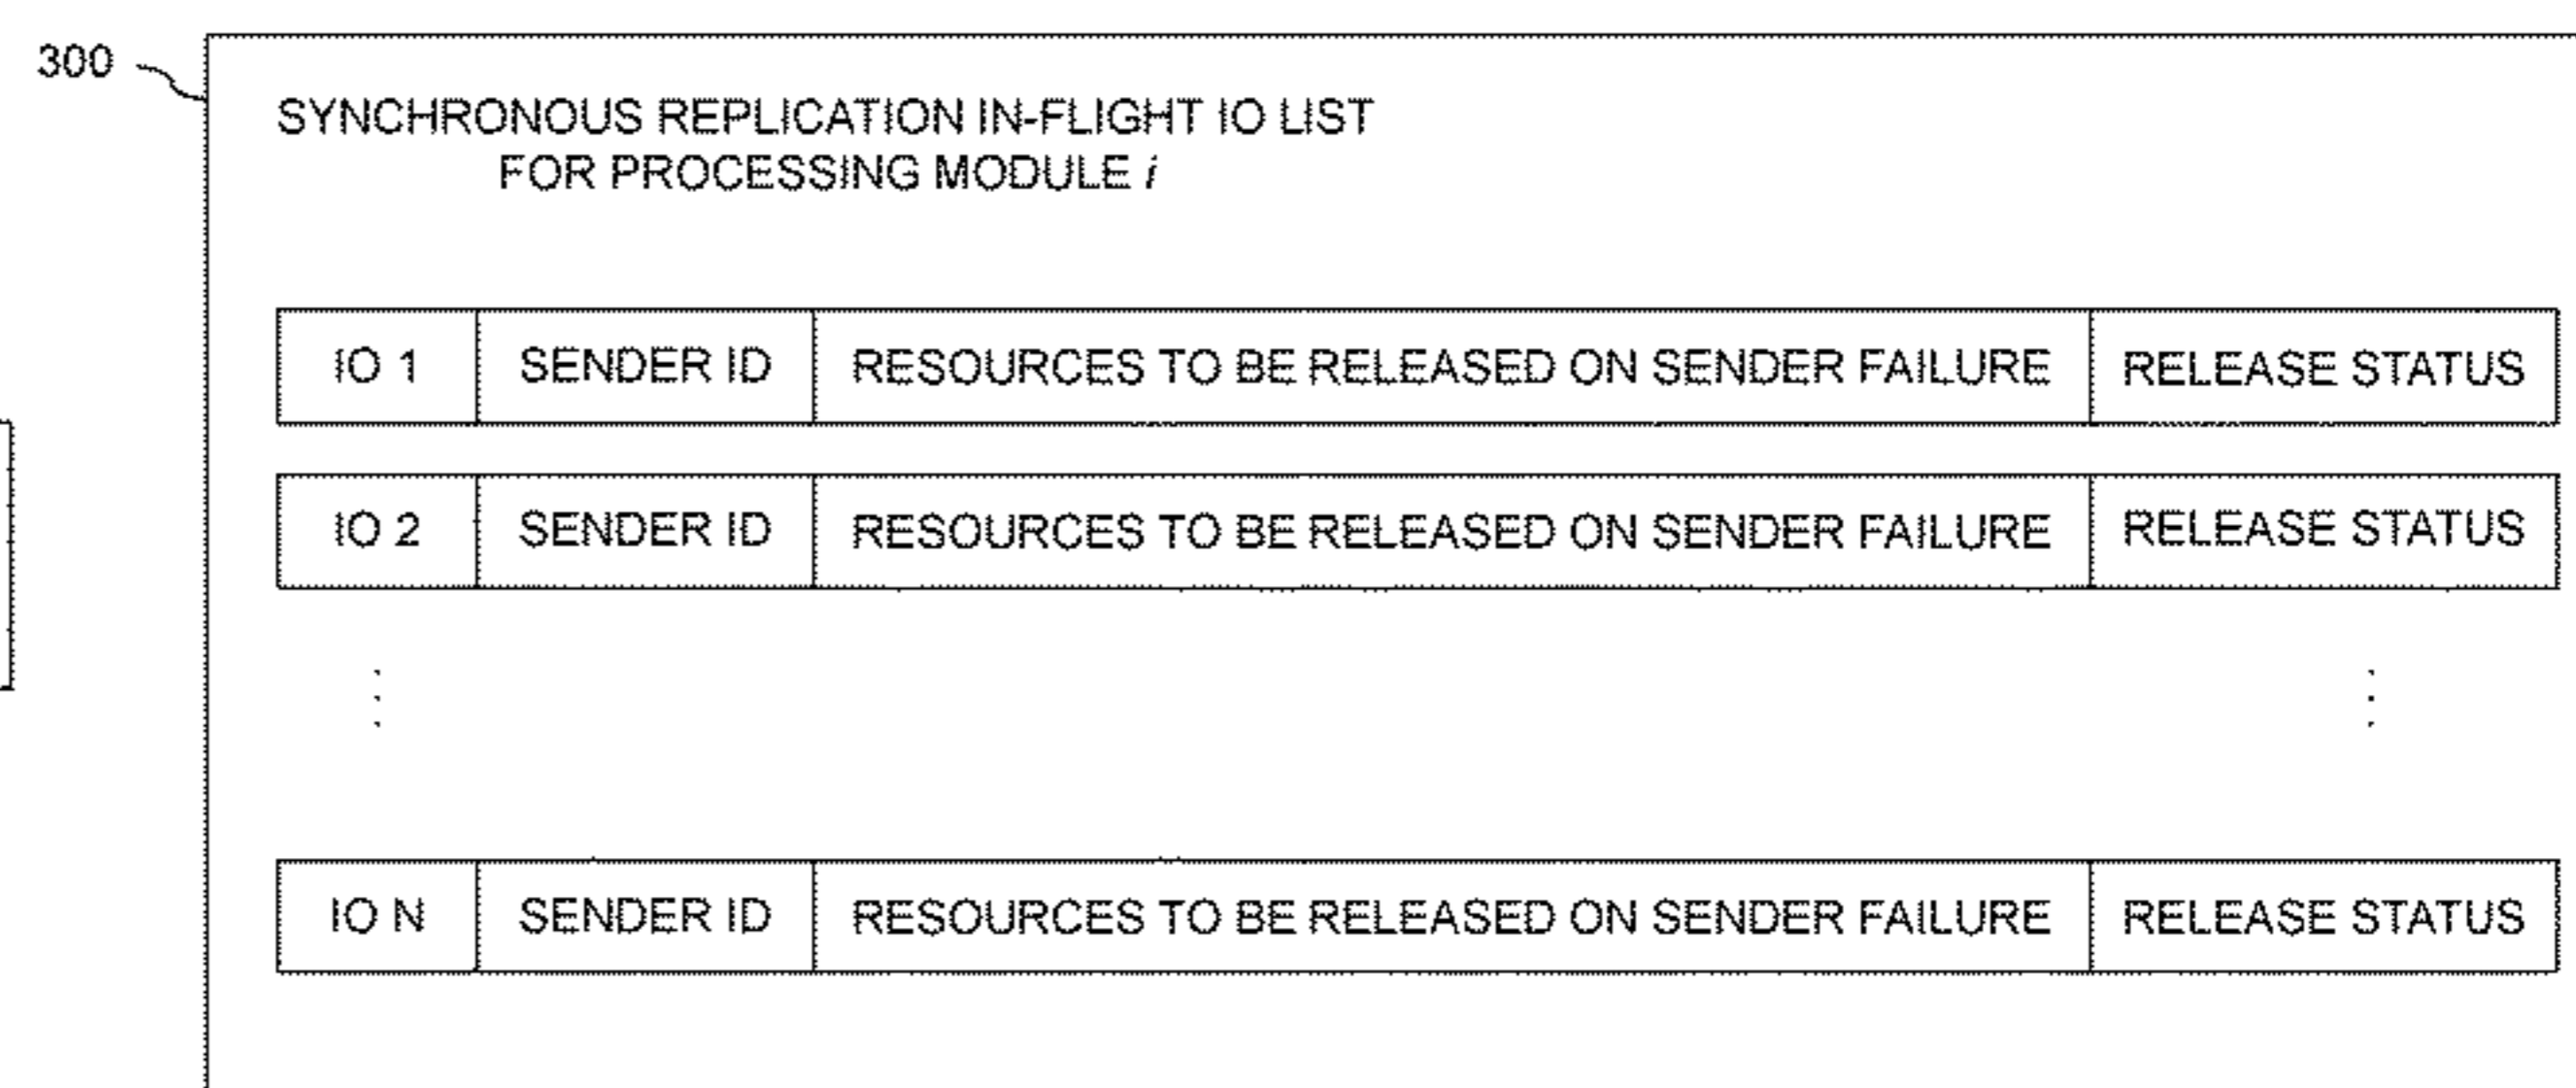 300
SYNCHRONOUS REPLICATION IN-FLIGHT IO LIST
FOR PROCESSING MODULE i
IO 1 SENDER ID RESOURCES TO BE RELEASED ON SENDER FAILURE RELEASE STATUS
IO 2 SENDER ID RESOURCES TO BE RELEASED ON SENDER FAILURE RELEASE STATUS
IO N SENDER ID RESOURCES TO BE RELEASED ON SENDER FAILURE RELEASE STATUS